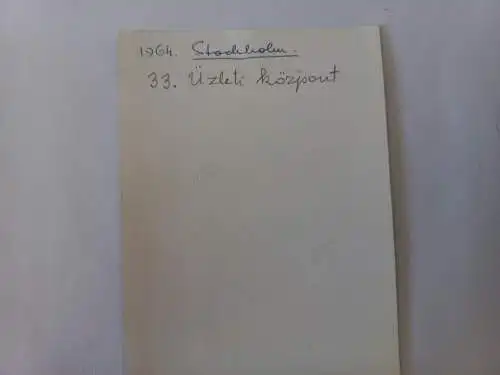 1964. Stockholm.
33. Üzleti központ